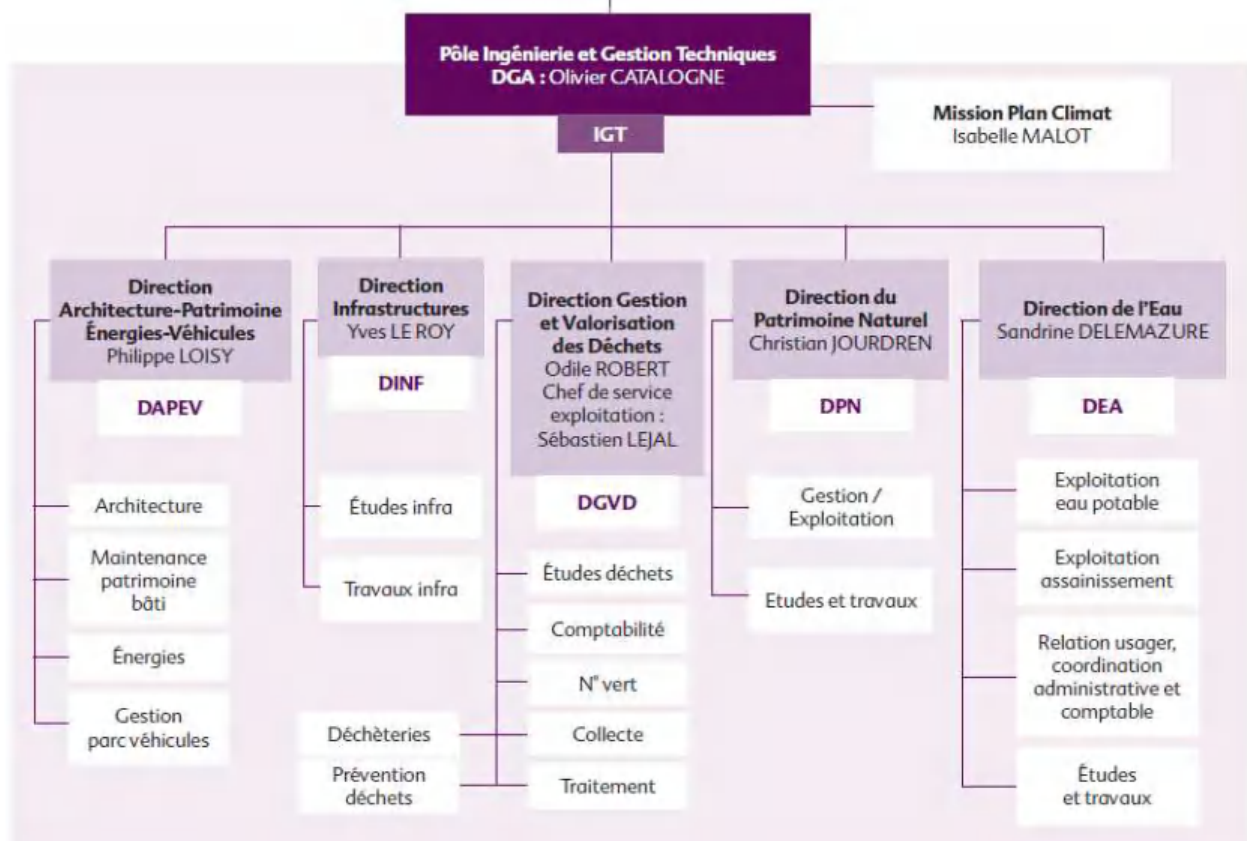 Pôle Ingénierie et Gestion Techniques
DGA : Olivier CATALOGNE
IGT
Mission Plan Climat
Isabelle MALOT
Direction
Architecture-Patrimoine
Énergies-Véhicules
Philippe LOISY
DAPEV
Architecture
Maintenance
patrimoine
bâti
Énergies
Gestion
parc véhicules
Direction
Infrastructures
Yves LE ROY
DINF
Études infra
Travaux infra
Direction Gestion
et Valorisation
des Déchets
Odile ROBERT
Chef de service
exploitation :
Sébastien LEJAL
DGVD
Études déchets
Comptabilité
N° vert
Déchèteries
Collecte
Prévention
déchets
Traitement
Direction du
Patrimoine Naturel
Christian JOURDREN
DPN
Gestion /
Exploitation
Etudes et travaux
Direction de l'Eau
Sandrine DELEMAZURE
DEA
Exploitation
eau potable
Exploitation
assainissement
Relation usager,
coordination
administrative et
comptable
Études
et travaux